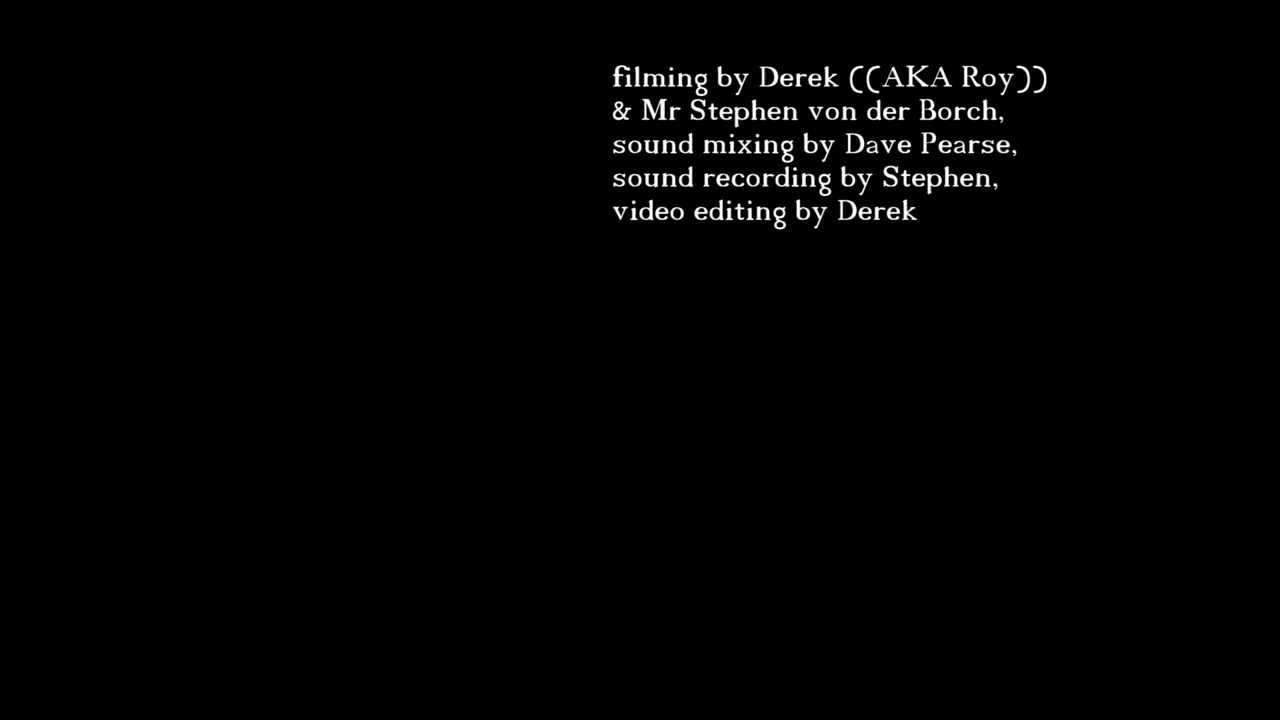 filming by Derek ((AKA Roy))
& Mr Stephen von der Borch,
sound mixing by Dave Pearse,
sound recording by Stephen,
video editing by Derek